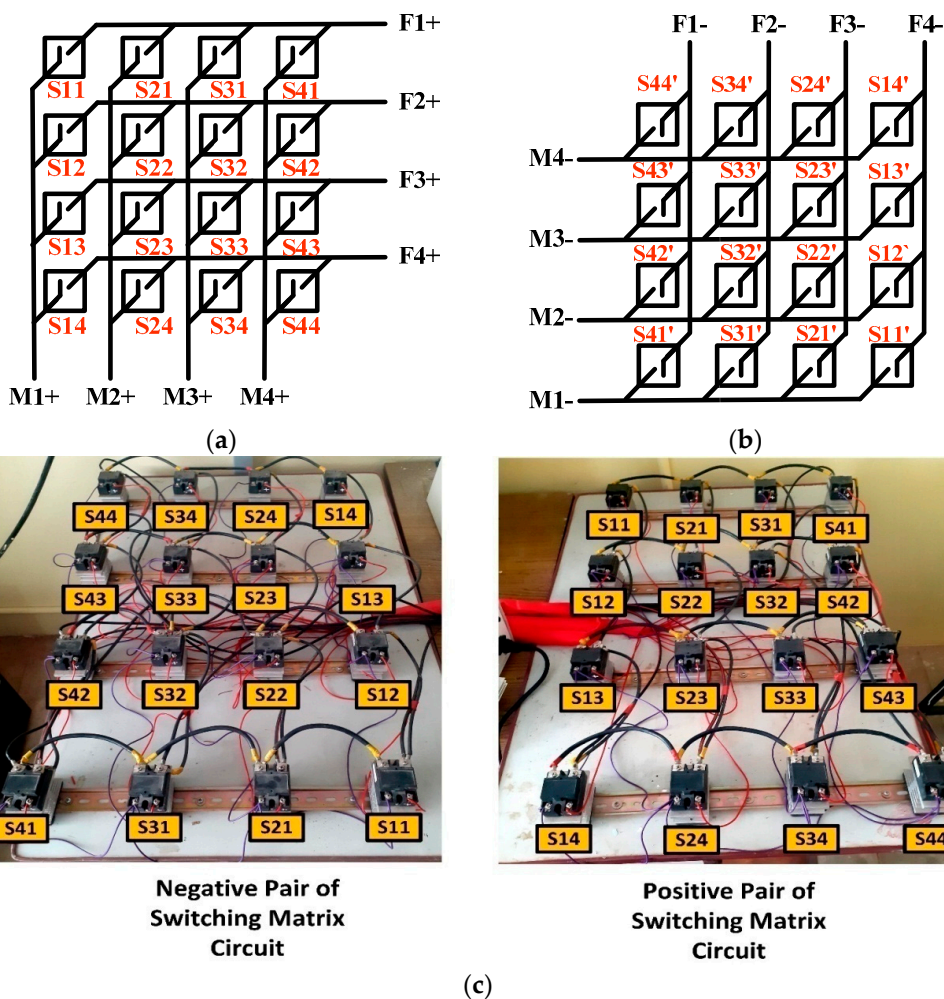 F1+
S11 S21 S31 S41
F2+
S12 S22 S32 S42
F3+
S13 S23 S33 S43
F4+
S14 S24 S34 S44
M1+ M2+ M3+ M4+
(a)
F1- F2- F3- F4-
S44' S34' S24' S14'
M4-
S43' S33' S23' S13'
M3-
S42' S32' S22' S12`
M2-
S41' S31' S21' S11'
M1-
(b)
S44 S34 S24 S14
S43 S33 S23 S13
S42 S32 S22 S12
S41 S31 S21 S11
Negative Pair of
Switching Matrix
Circuit
S11 S21 S31 S41
S12 S22 S32 S42
S13 S23 S33 S43
S14 S24 S34 S44
Positive Pair of
Switching Matrix
Circuit
(c)